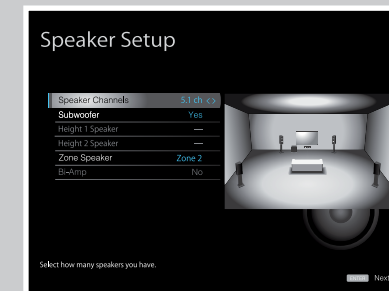 Speaker Setup
Speaker Channels 5.1 ch <>
Subwoofer Yes
Height 1 Speaker —
Height 2 Speaker —
Zone Speaker Zone 2
Bi-Amp No
Select how many speakers you have.
Next